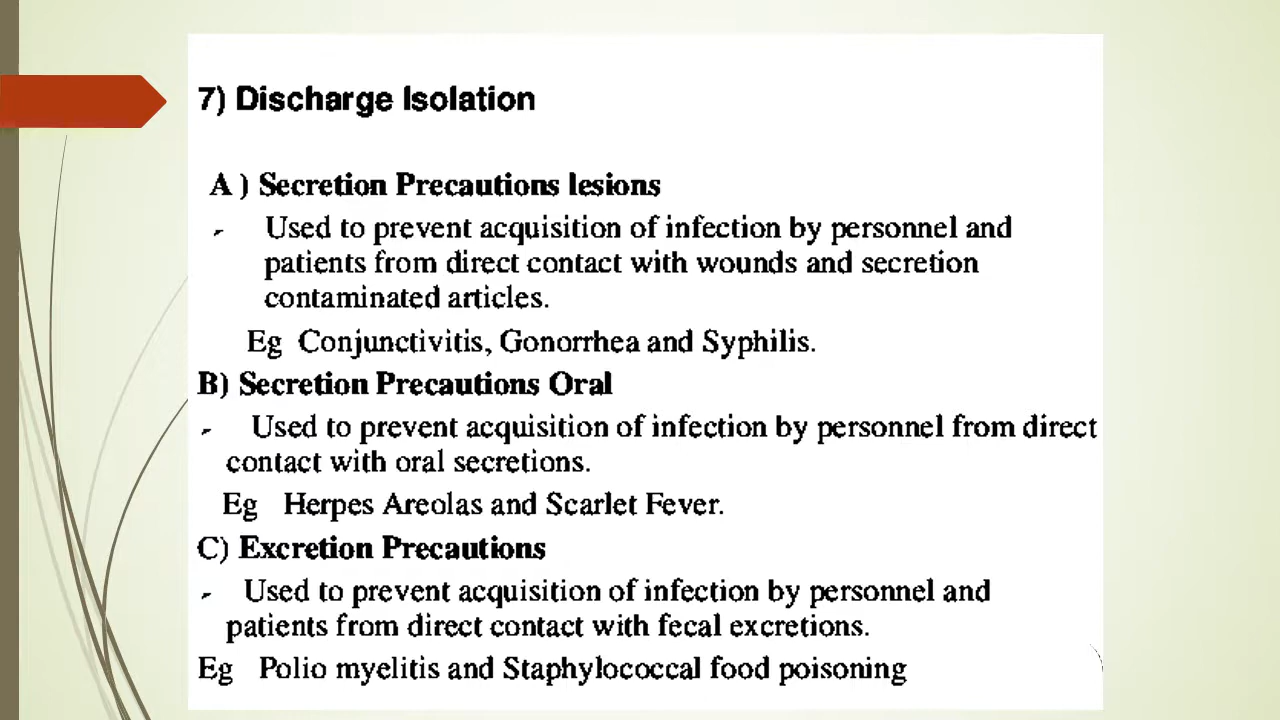 7) Discharge Isolation
A ) Secretion Precautions lesions
Used to prevent acquisition of infection by personnel and
patients from direct contact with wounds and secretion
contaminated articles.
Eg Conjunctivitis, Gonorrhea and Syphilis.
B) Secretion Precautions Oral
Used to prevent acquisition of infection by personnel from direct
contact with oral secretions.
Eg Herpes Areolas and Scarlet Fever.
C) Excretion Precautions
Used to prevent acquisition of infection by personnel and
patients from direct contact with fecal excretions.
Eg Polio myelitis and Staphylococcal food poisoning